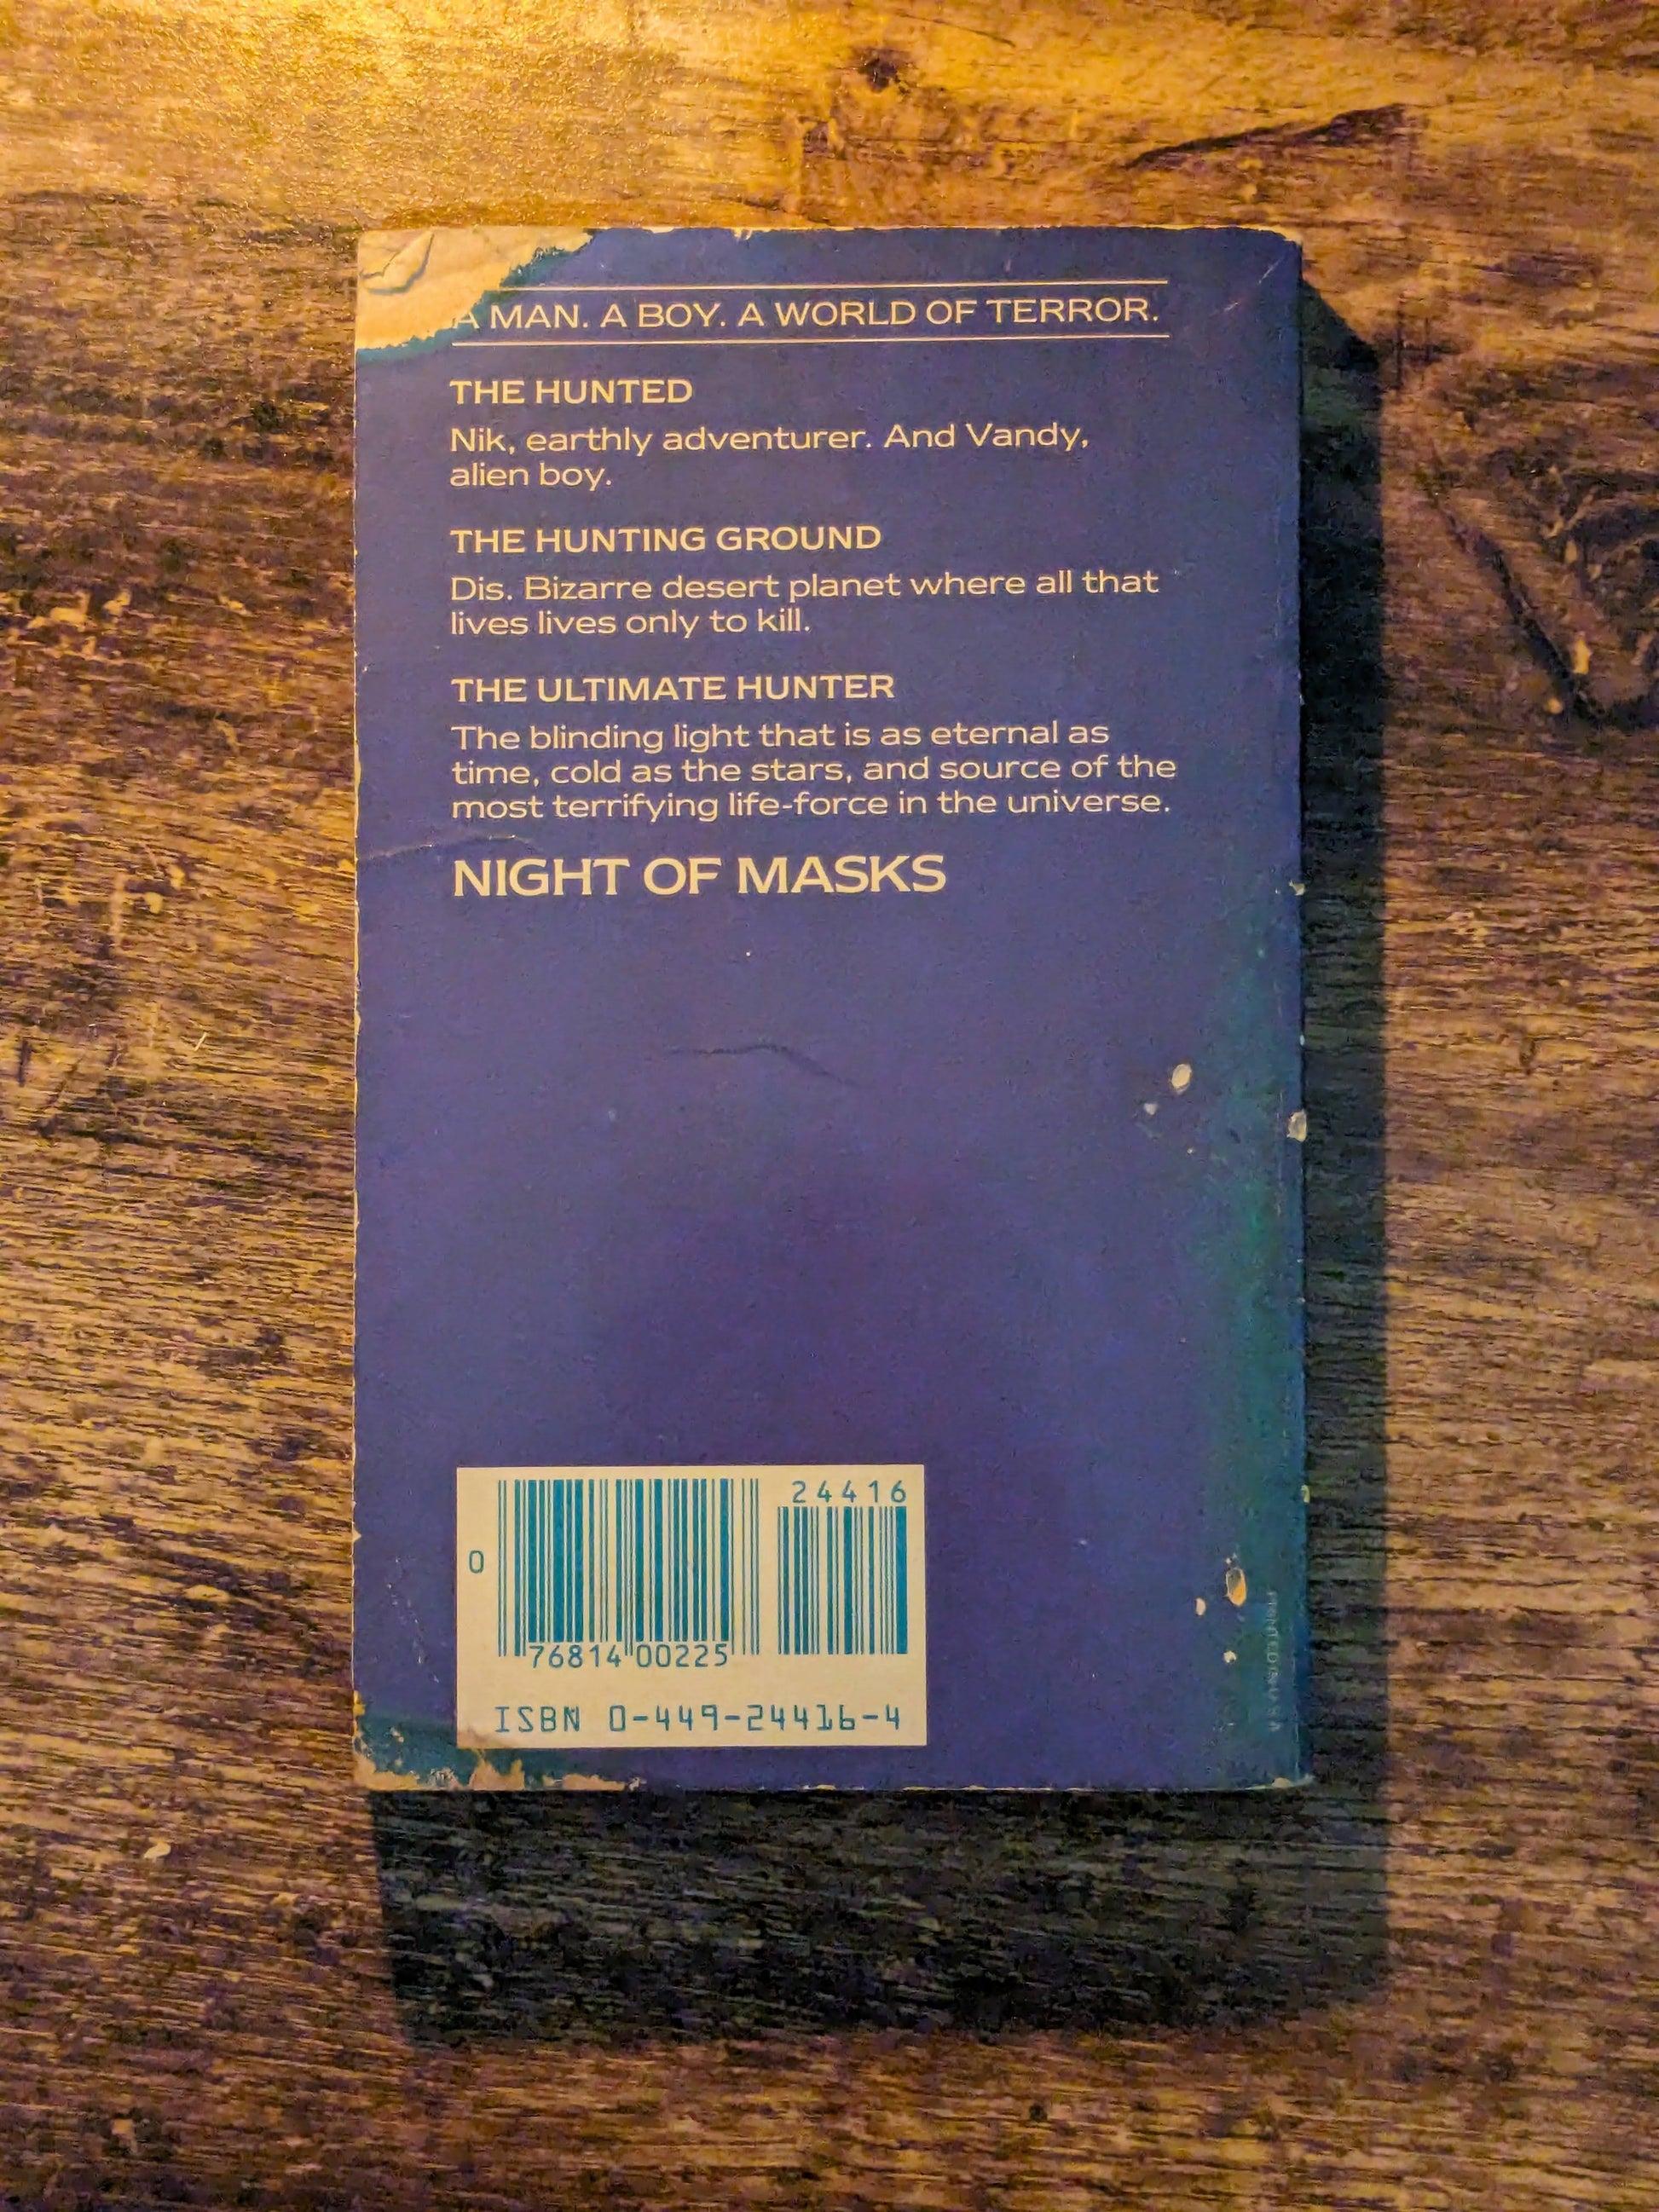 A MAN. A BOY. A WORLD OF TERROR.
THE HUNTED
Nik, earthly adventurer. And Vandy,
alien boy.
THE HUNTING GROUND
Dis. Bizarre desert planet where all that
lives lives only to kill.
THE ULTIMATE HUNTER
The blinding light that is as eternal as
time, cold as the stars, and source of the
most terrifying life-force in the universe.
NIGHT OF MASKS
24416
0
76814 00225
ISBN 0-449-24416-4